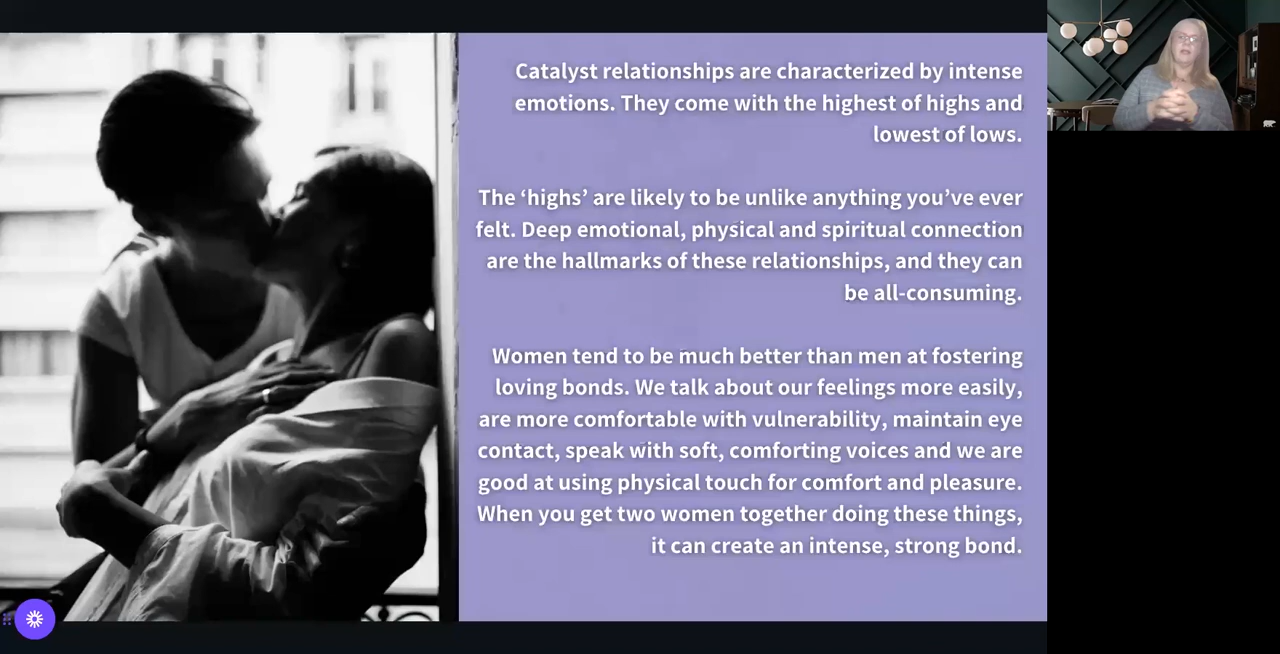 Catalyst relationships are characterized by intense
emotions. They come with the highest of highs and
lowest of lows.
The ‘highs’ are likely to be unlike anything you’ve ever
felt. Deep emotional, physical and spiritual connection
are the hallmarks of these relationships, and they can
be all-consuming.
Women tend to be much better than men at fostering
loving bonds. We talk about our feelings more easily,
are more comfortable with vulnerability, maintain eye
contact, speak with soft, comforting voices and we are
good at using physical touch for comfort and pleasure.
When you get two women together doing these things,
it can create an intense, strong bond.